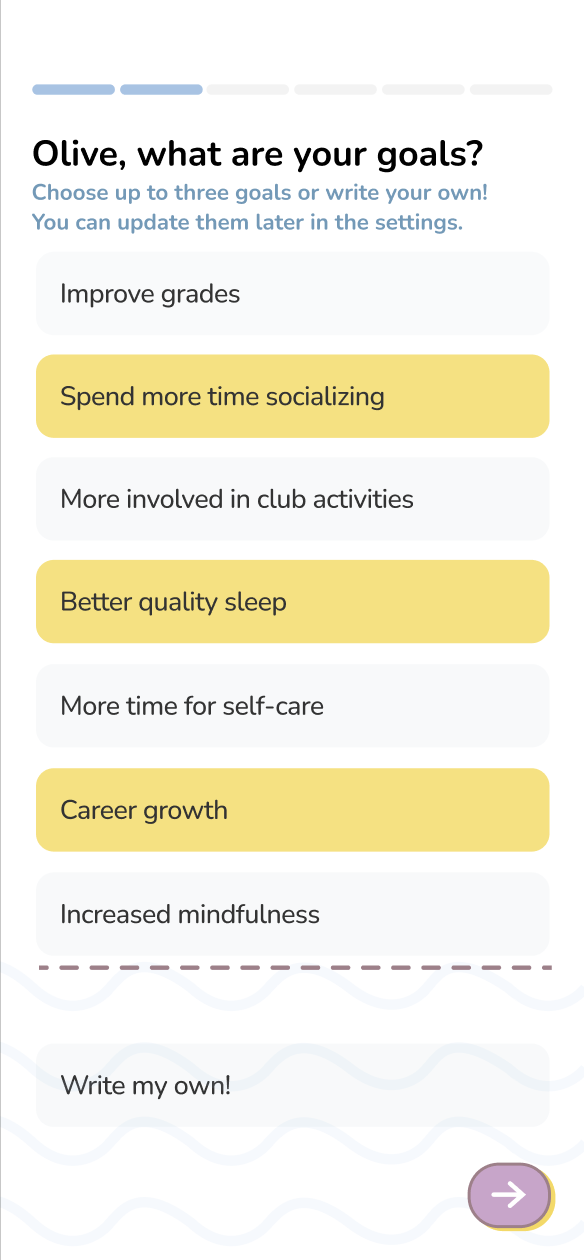 Olive, what are your goals?
Choose up to three goals or write your own!
You can update them later in the settings.
Improve grades
Spend more time socializing
More involved in club activities
Better quality sleep
More time for self-care
Career growth
Increased mindfulness
Write my own!